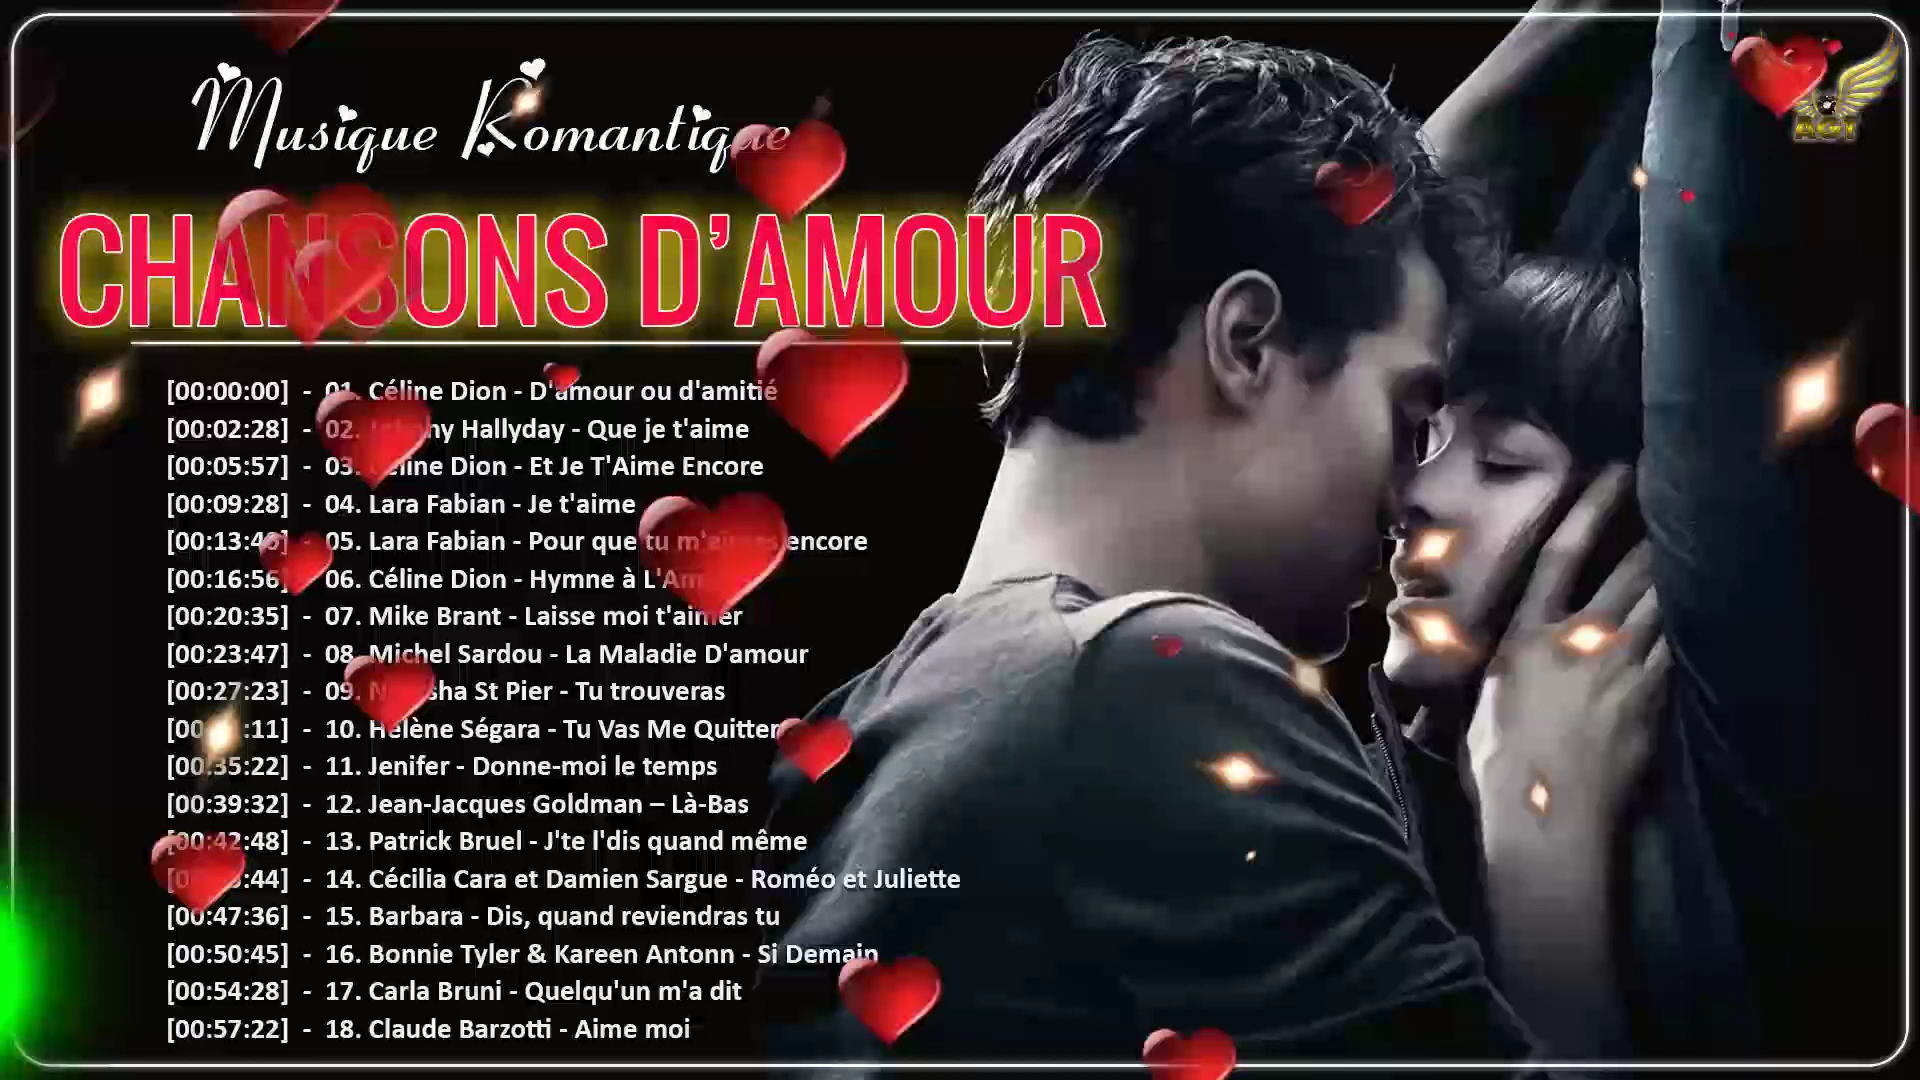 Musique Romantique
AGT
CHANSONS D’AMOUR
[00:00:00] - 01. Céline Dion - D'amour ou d'amitié
[00:02:28] - 02. Hallyday - Que je t'aime
[00:05:57] - 03. Céline Dion - Et Je T'Aime Encore
[00:09:28] - 04. Lara Fabian - Je t'aime
- 05. Lara Fabian - Pour que tu m'aimes encore
[00:16:56] - 06. Céline Dion - Hymne à
[00:20:35] - 07. Mike Brant - Laisse moi t'aimer
[00:23:47] - 08. Michel Sardou - La Maladie D'amour
[00:27:23] - 09. St Pier - Tu trouveras
- 10. Hélène Ségara - Tu Vas Me Quitter
[00:35:22] - 11. Jenifer - Donne-moi le temps
[00:39:32] - 12. Jean-Jacques Goldman – Là-Bas
[00:42:48] - 13. Patrick Bruel - J'te l'dis quand même
- 14. Cécilia Cara et Damien Sargue - Roméo et Juliette
[00:47:36] - 15. Barbara - Dis, quand reviendras tu
[00:50:45] - 16. Bonnie Tyler & Kareen Antonn - Si Demain
[00:54:28] - 17. Carla Bruni - Quelqu'un m'a dit
[00:57:22] - 18. Claude Barzotti - Aime moi